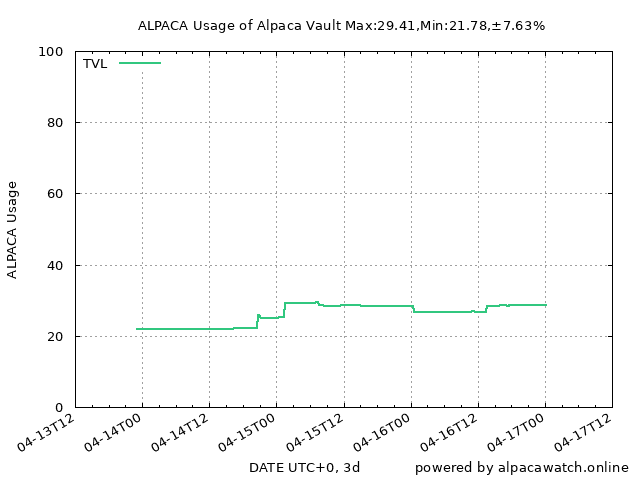 ALPACA Usage of Alpaca Vault Max:29.41,Min:21.78,±7.63%
TVL
100
80
60
40
20
0
ALPACA Usage
04-13T12
04-14T00
04-14T12
04-15T00
04-15T12
04-16T00
04-16T12
04-17T00
04-17T12
DATE UTC+0, 3d
powered by alpacawatch.online